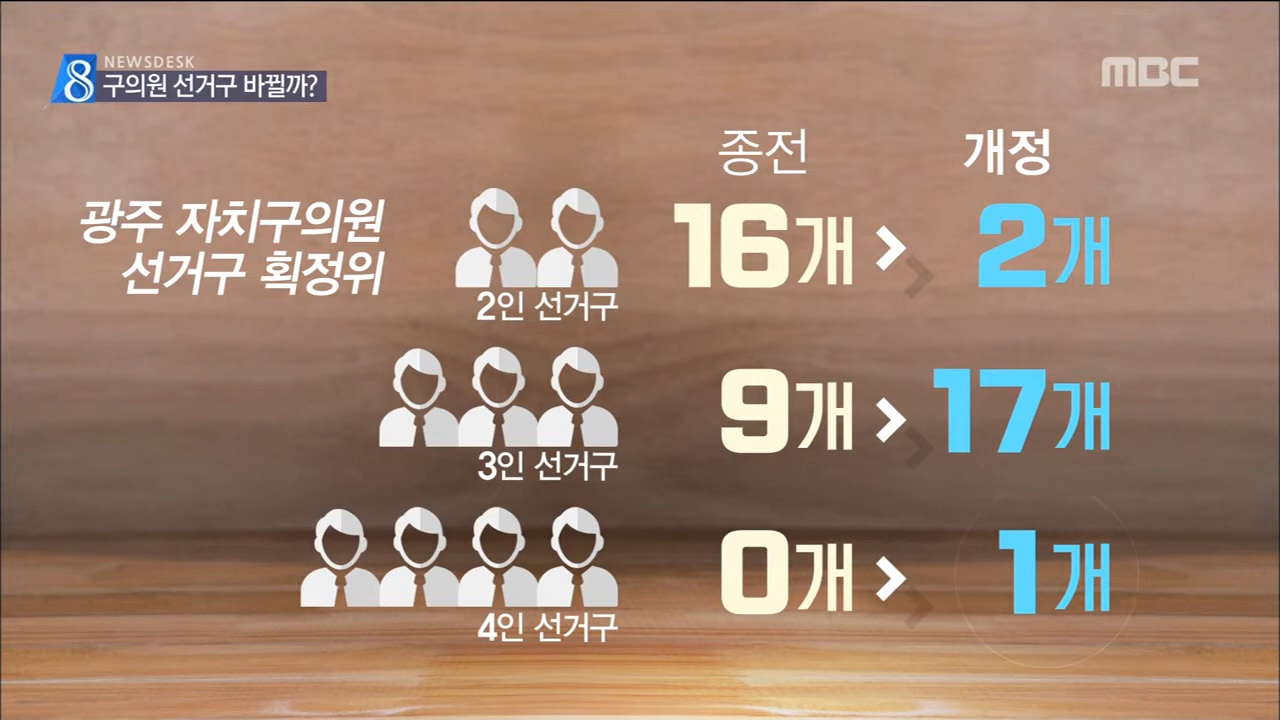 NEWSDESK
8 구의원 선거구 바뀔까?
MBC
종전 개정
광주 자치구의원
선거구 획정위
2인 선거구 16개 > 2개
3인 선거구 9개 > 17개
4인 선거구 0개 > 1개